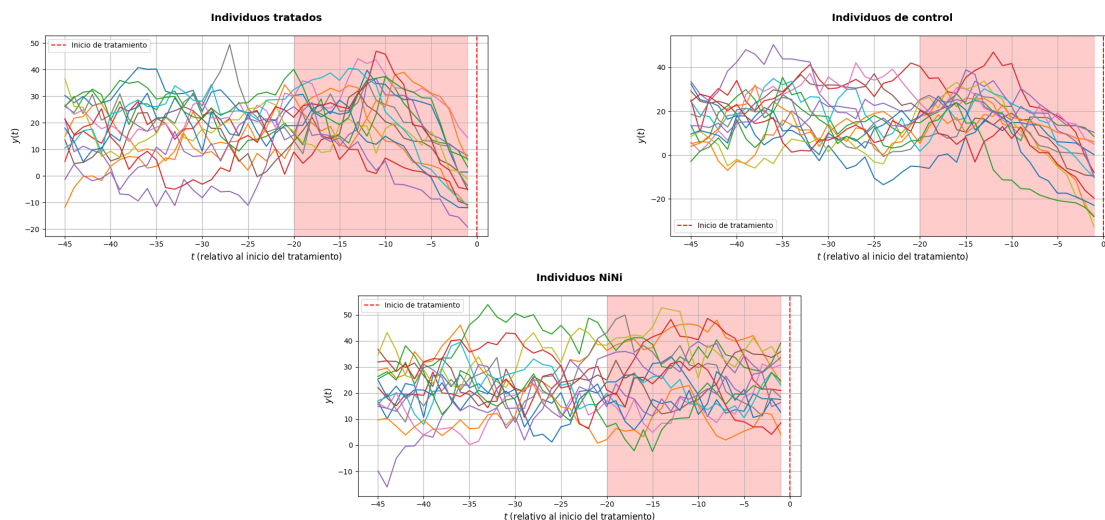 Individuos tratados
Inicio de tratamiento
y(t)
50
40
30
20
10
0
−10
−20
−45 −40 −35 −30 −25 −20 −15 −10 −5 0
t (relativo al inicio del tratamiento)
Individuos de control
y(t)
40
20
0
−20
Inicio de tratamiento
−45 −40 −35 −30 −25 −20 −15 −10 −5 0
t (relativo al inicio del tratamiento)
Individuos NiNi
Inicio de tratamiento
y(t)
50
40
30
20
10
0
−10
−45 −40 −35 −30 −25 −20 −15 −10 −5 0
t (relativo al inicio del tratamiento)